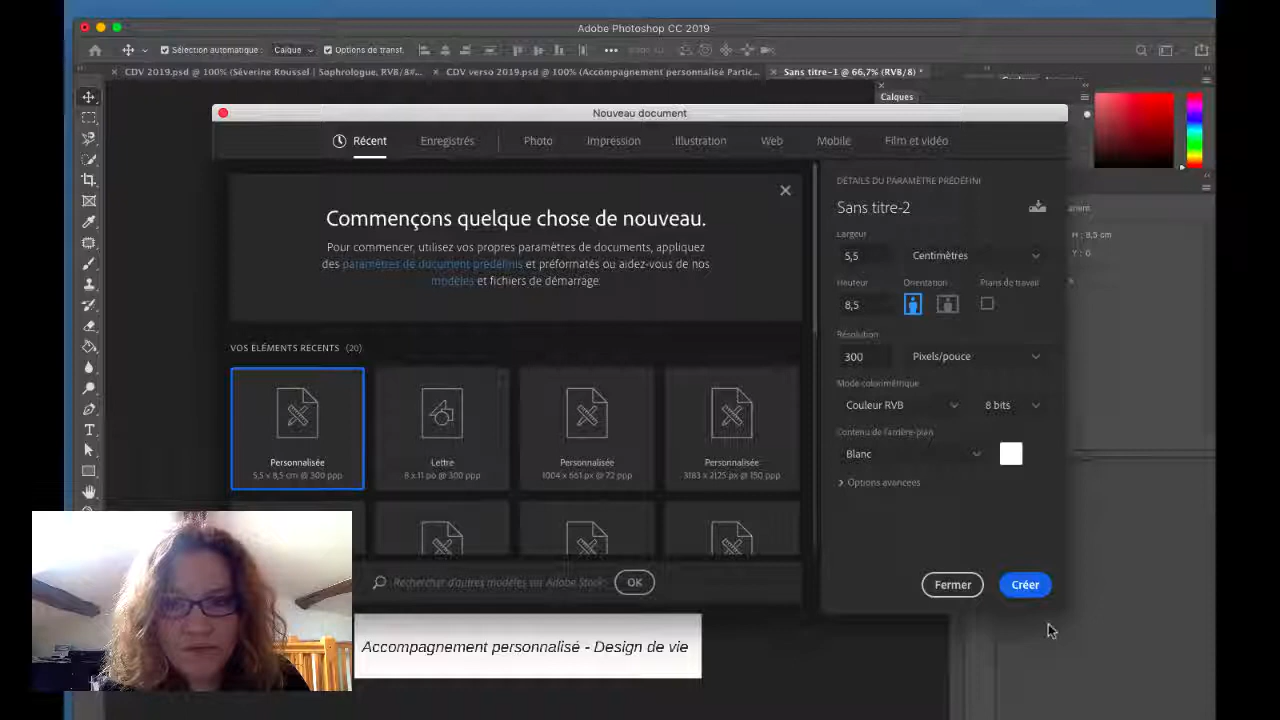 Adobe Photoshop CC 2019
Sélection automatique :
Calque
Options de transf.
CDV 2019.psd @ 100% (Séverine Roussel | Sophrologue, RVB/8#...
CDV verso 2019.psd @ 100% (Accompagnement personnalisé Partic...
Sans titre-1 @ 66,7% (RVB/8) *
Calques
Nouveau document
Récent
Enregistrés
Photo
Impression
Illustration
Web
Mobile
Film et vidéo
Commençons quelque chose de nouveau.
Pour commencer, utilisez vos propres paramètres de documents, appliquez
des paramètres de document prédéfinis et préformatés ou aidez-vous de nos
modèles et fichiers de démarrage.
VOS ÉLÉMENTS RÉCENTS (20)
Personnalisée
5,5 x 8,5 cm @ 300 ppp
Lettre
8 x 11 po @ 300 ppp
Personnalisée
1004 x 661 px @ 72 ppp
Personnalisée
3183 x 2125 px @ 150 ppp
Rechercher d'autres modèles sur Adobe Stock
OK
DÉTAILS DU PARAMÈTRE PRÉDÉFINI
Sans titre-2
Largeur
5,5
Centimètres
Hauteur
Orientation
Plans de travail
8,5
Résolution
300
Pixels/pouce
Mode colorimétrique
Couleur RVB
8 bits
Contenu de l'arrière-plan
Blanc
Options avancées
Fermer
Créer
H : 8,5 cm
Y : 0
Accompagnement personnalisé - Design de vie